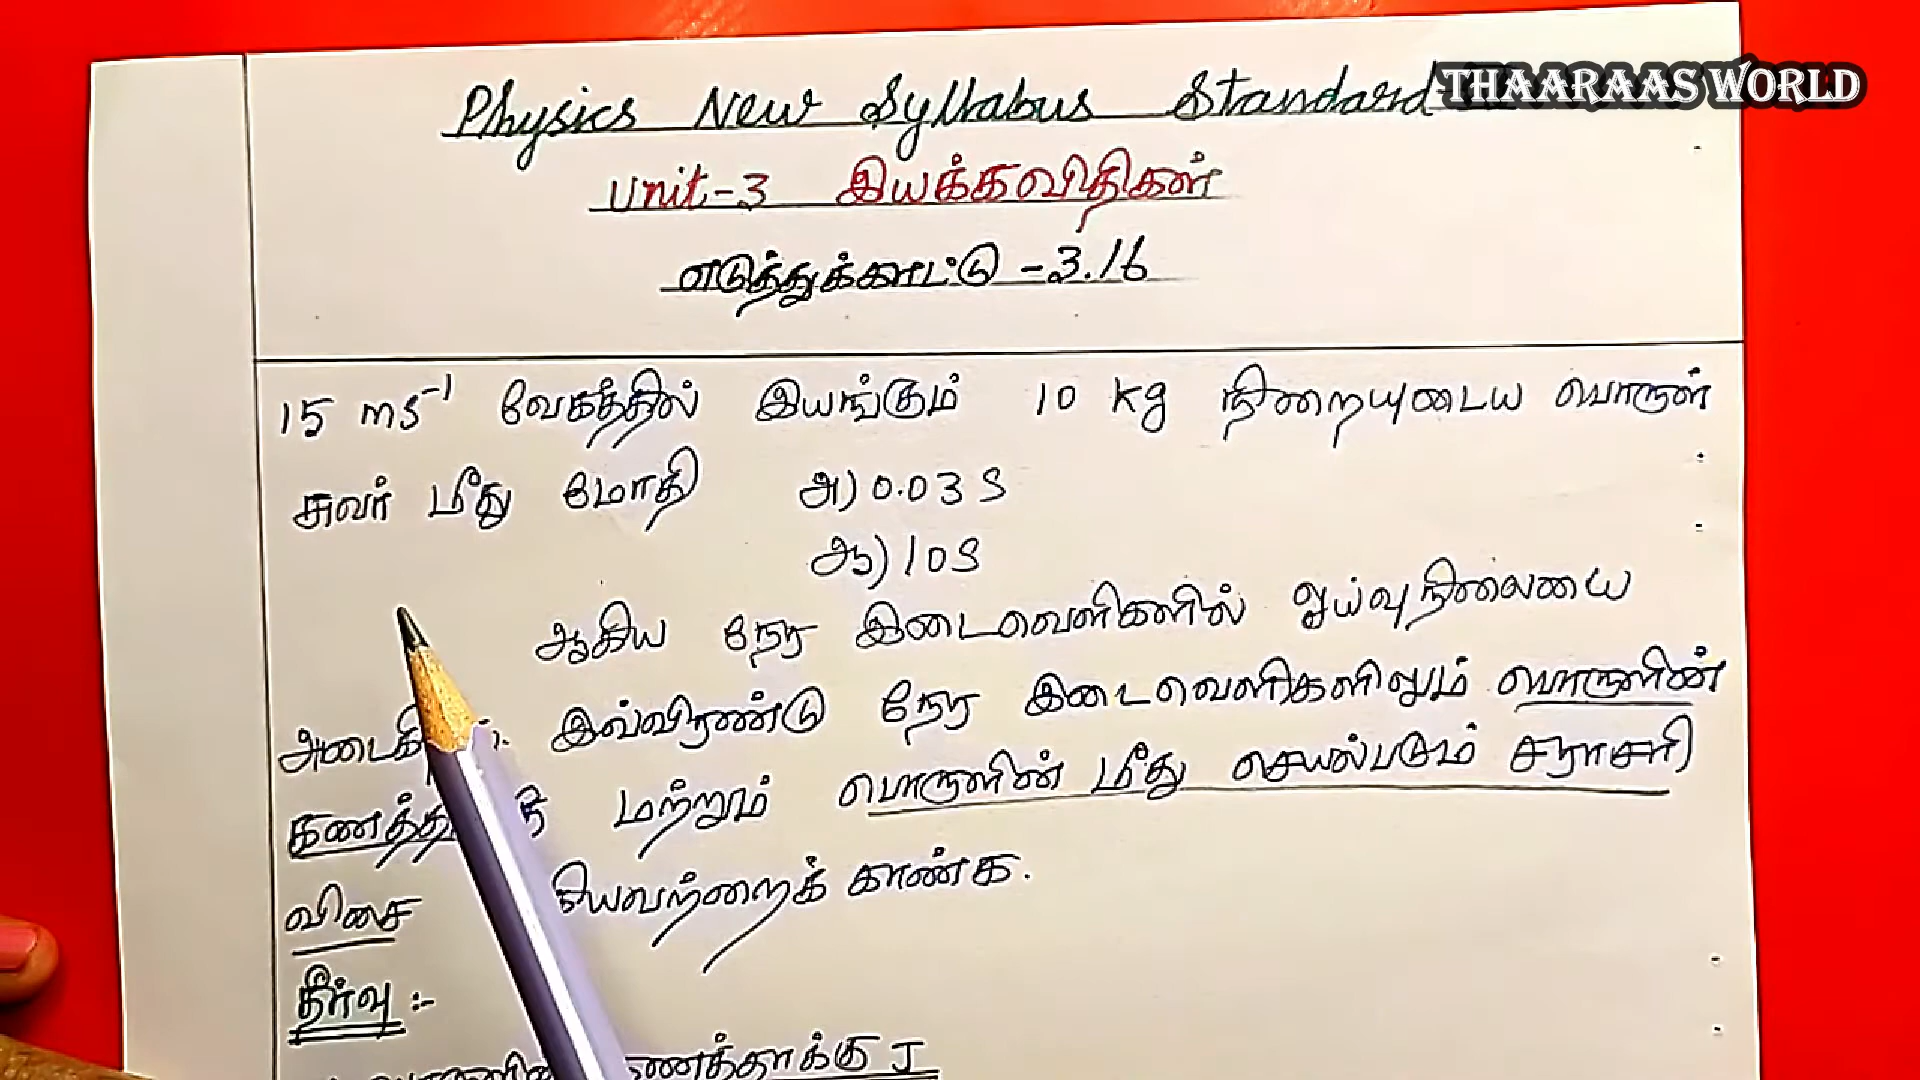 THAARAAS WORLD
Physics New Syllabus Standard
Unit-3 இயக்கவிதிகள்
எடுத்துக்காட்டு - 3.16
15 ms⁻¹ வேகத்தில் இயங்கும் 10 kg நிறையுடைய பொருள்
சுவர் மீது மோதி அ) 0.03 S
ஆ) 10 S
ஆகிய நேர இடைவெளிகளில் ஓய்வுநிலையை
இவ்விரண்டு நேர இடைவெளிகளிலும் பொருளின்
மற்றும் பொருளின் மீது செயல்படும் சராசரி
விசை காண்க.
தீர்வு :-
J